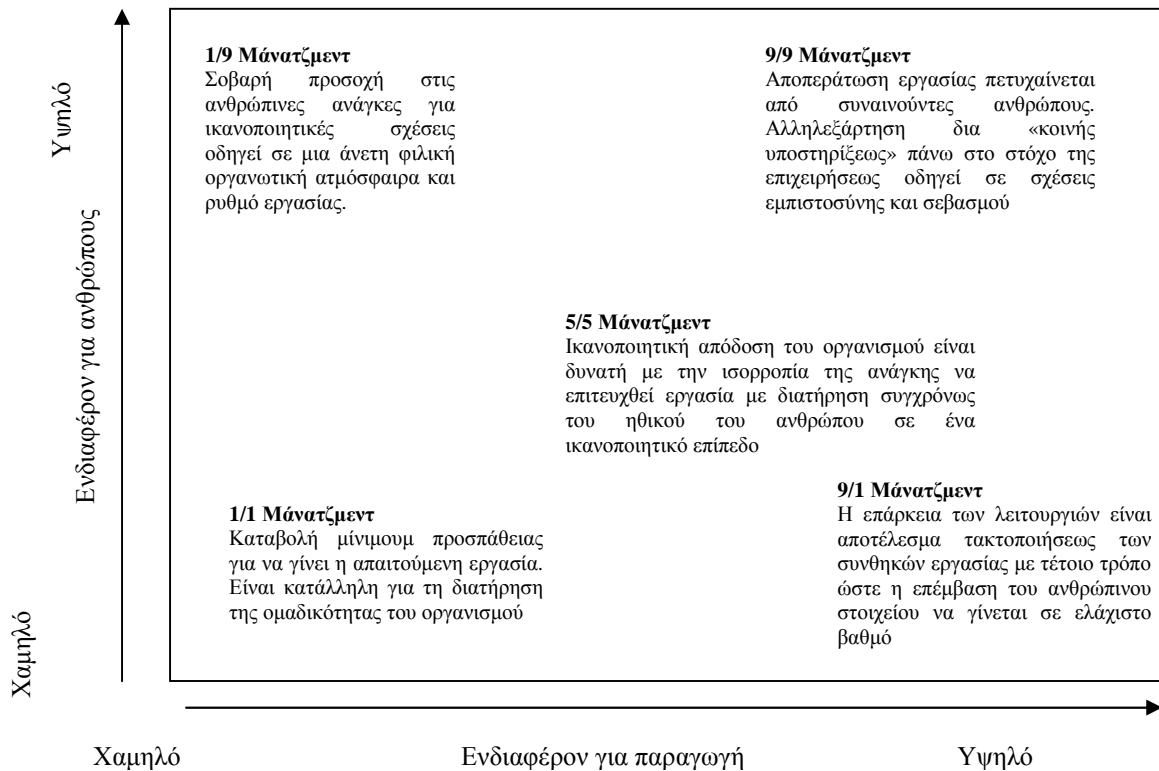 Υψηλό
Ενδιαφέρον για ανθρώπους
Χαμηλό
1/9 Μάνατζμεντ
Σοβαρή προσοχή στις
ανθρώπινες ανάγκες για
ικανοποιητικές σχέσεις
οδηγεί σε μια άνετη φιλική
οργανωτική ατμόσφαιρα και
ρυθμό εργασίας.
9/9 Μάνατζμεντ
Αποπεράτωση εργασίας πετυχαίνεται
από συναινούντες ανθρώπους.
Αλληλεξάρτηση δια «κοινής
υποστηρίξεως» πάνω στο στόχο της
επιχειρήσεως οδηγεί σε σχέσεις
εμπιστοσύνης και σεβασμού
5/5 Μάνατζμεντ
Ικανοποιητική απόδοση του οργανισμού είναι
δυνατή με την ισορροπία της ανάγκης να
επιτευχθεί εργασία με διατήρηση συγχρόνως
του ηθικού του ανθρώπου σε ένα
ικανοποιητικό επίπεδο
1/1 Μάνατζμεντ
Καταβολή μίνιμουμ προσπάθειας
για να γίνει η απαιτούμενη εργασία.
Είναι κατάλληλη για τη διατήρηση
της ομαδικότητας του οργανισμού
9/1 Μάνατζμεντ
Η επάρκεια των λειτουργιών είναι
αποτέλεσμα τακτοποιήσεως των
συνθηκών εργασίας με τέτοιο τρόπο
ώστε η επέμβαση του ανθρώπινου
στοιχείου να γίνεται σε ελάχιστο
βαθμό
Χαμηλό Ενδιαφέρον για παραγωγή Υψηλό